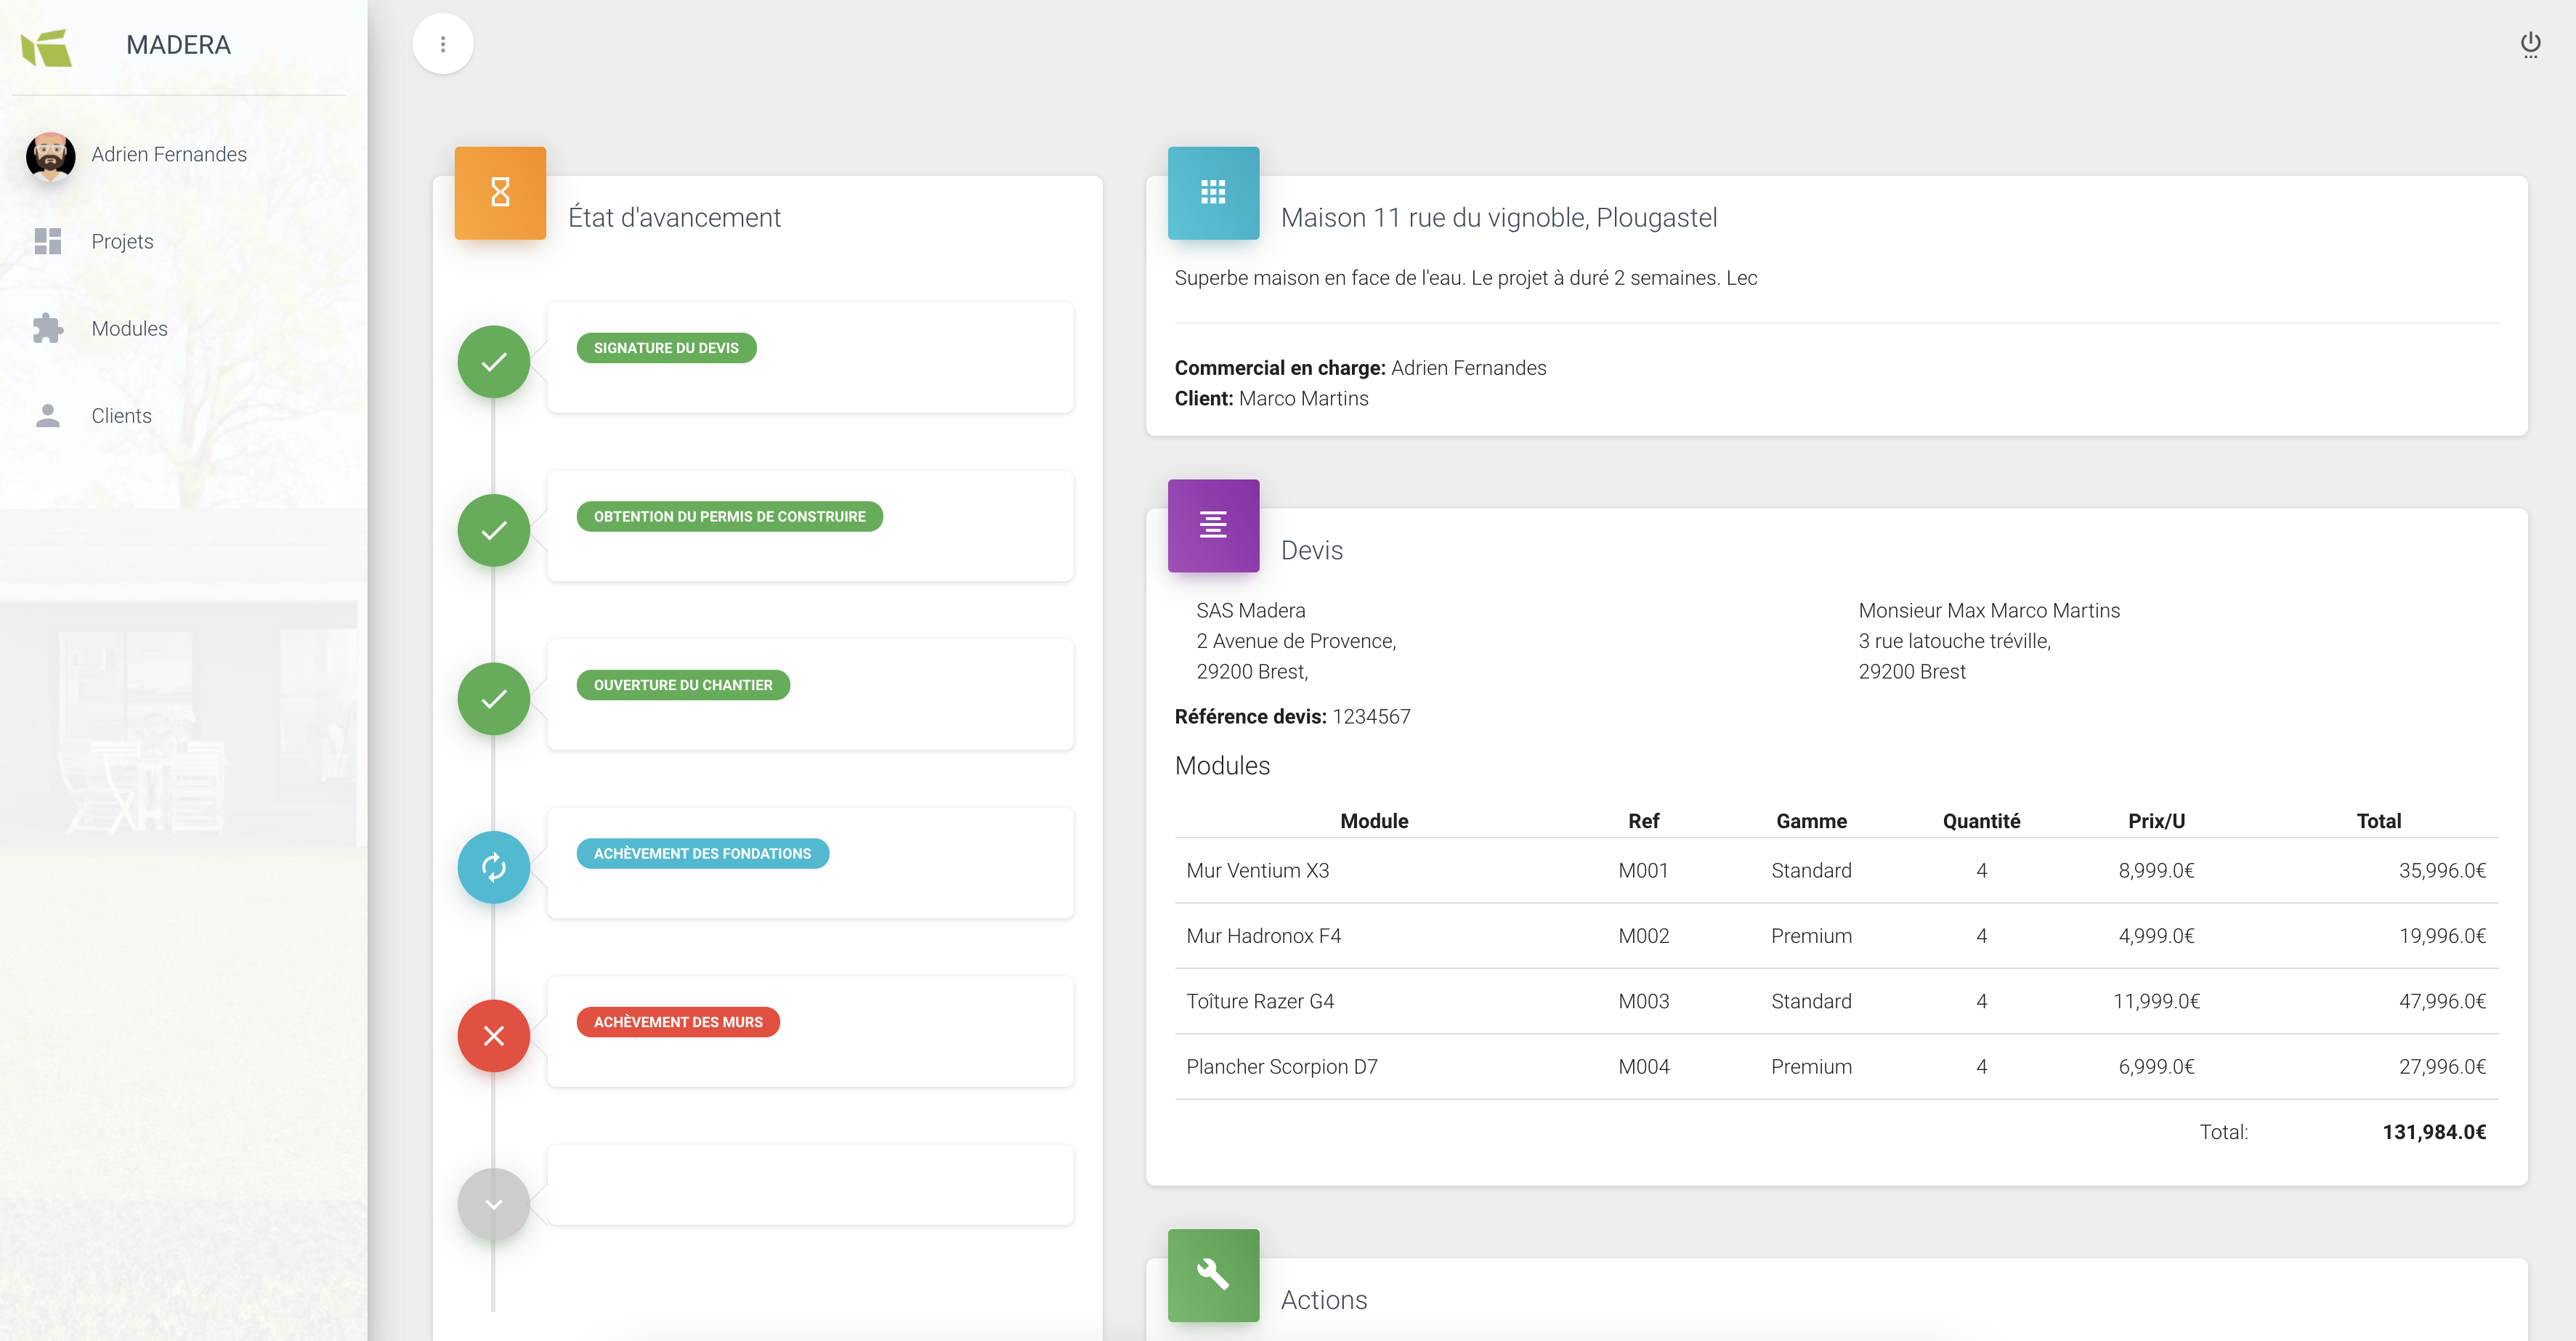 MADERA
Adrien Fernandes
Projets
Modules
Clients
État d'avancement
SIGNATURE DU DEVIS
OBTENTION DU PERMIS DE CONSTRUIRE
OUVERTURE DU CHANTIER
ACHÈVEMENT DES FONDATIONS
ACHÈVEMENT DES MURS
Maison 11 rue du vignoble, Plougastel
Superbe maison en face de l'eau. Le projet à duré 2 semaines. Lec
Commercial en charge: Adrien Fernandes
Client: Marco Martins
Devis
SAS Madera
2 Avenue de Provence,
29200 Brest,
Monsieur Max Marco Martins
3 rue latouche tréville,
29200 Brest
Référence devis: 1234567
Modules
Module Ref Gamme Quantité Prix/U Total
Mur Ventium X3 M001 Standard 4 8,999.0€ 35,996.0€
Mur Hadronox F4 M002 Premium 4 4,999.0€ 19,996.0€
Toîture Razer G4 M003 Standard 4 11,999.0€ 47,996.0€
Plancher Scorpion D7 M004 Premium 4 6,999.0€ 27,996.0€
Total: 131,984.0€
Actions